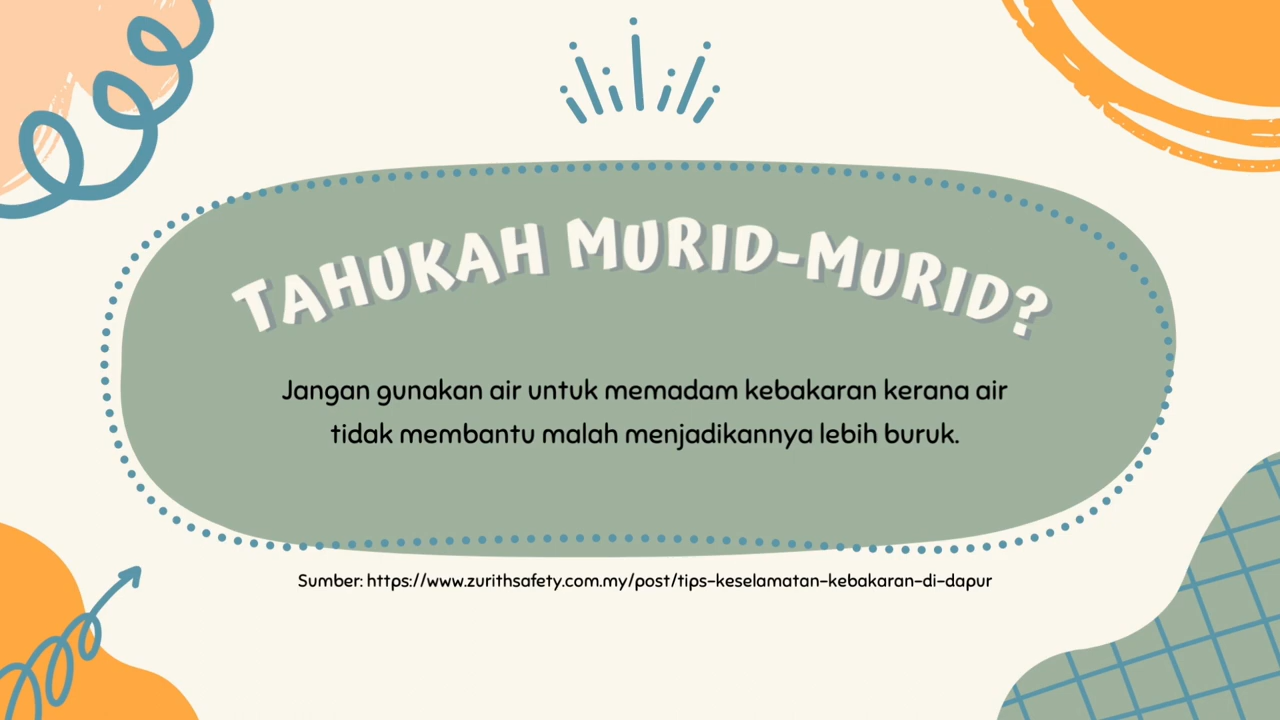 TAHUKAH MURID-MURID?
Jangan gunakan air untuk memadam kebakaran kerana air
tidak membantu malah menjadikannya lebih buruk.
Sumber: https://www.zurithsafety.com.my/post/tips-keselamatan-kebakaran-di-dapur